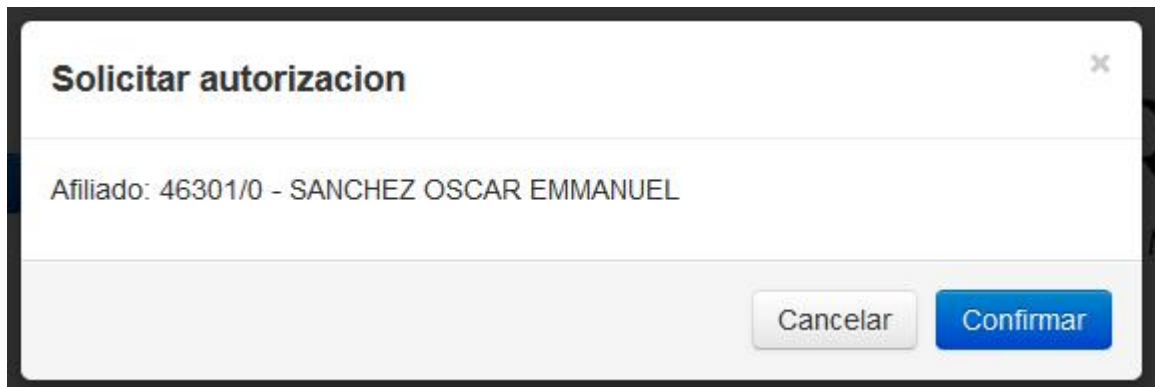 Solicitar autorizacion
×
Afiliado: 46301/0 - SANCHEZ OSCAR EMMANUEL
Cancelar
Confirmar